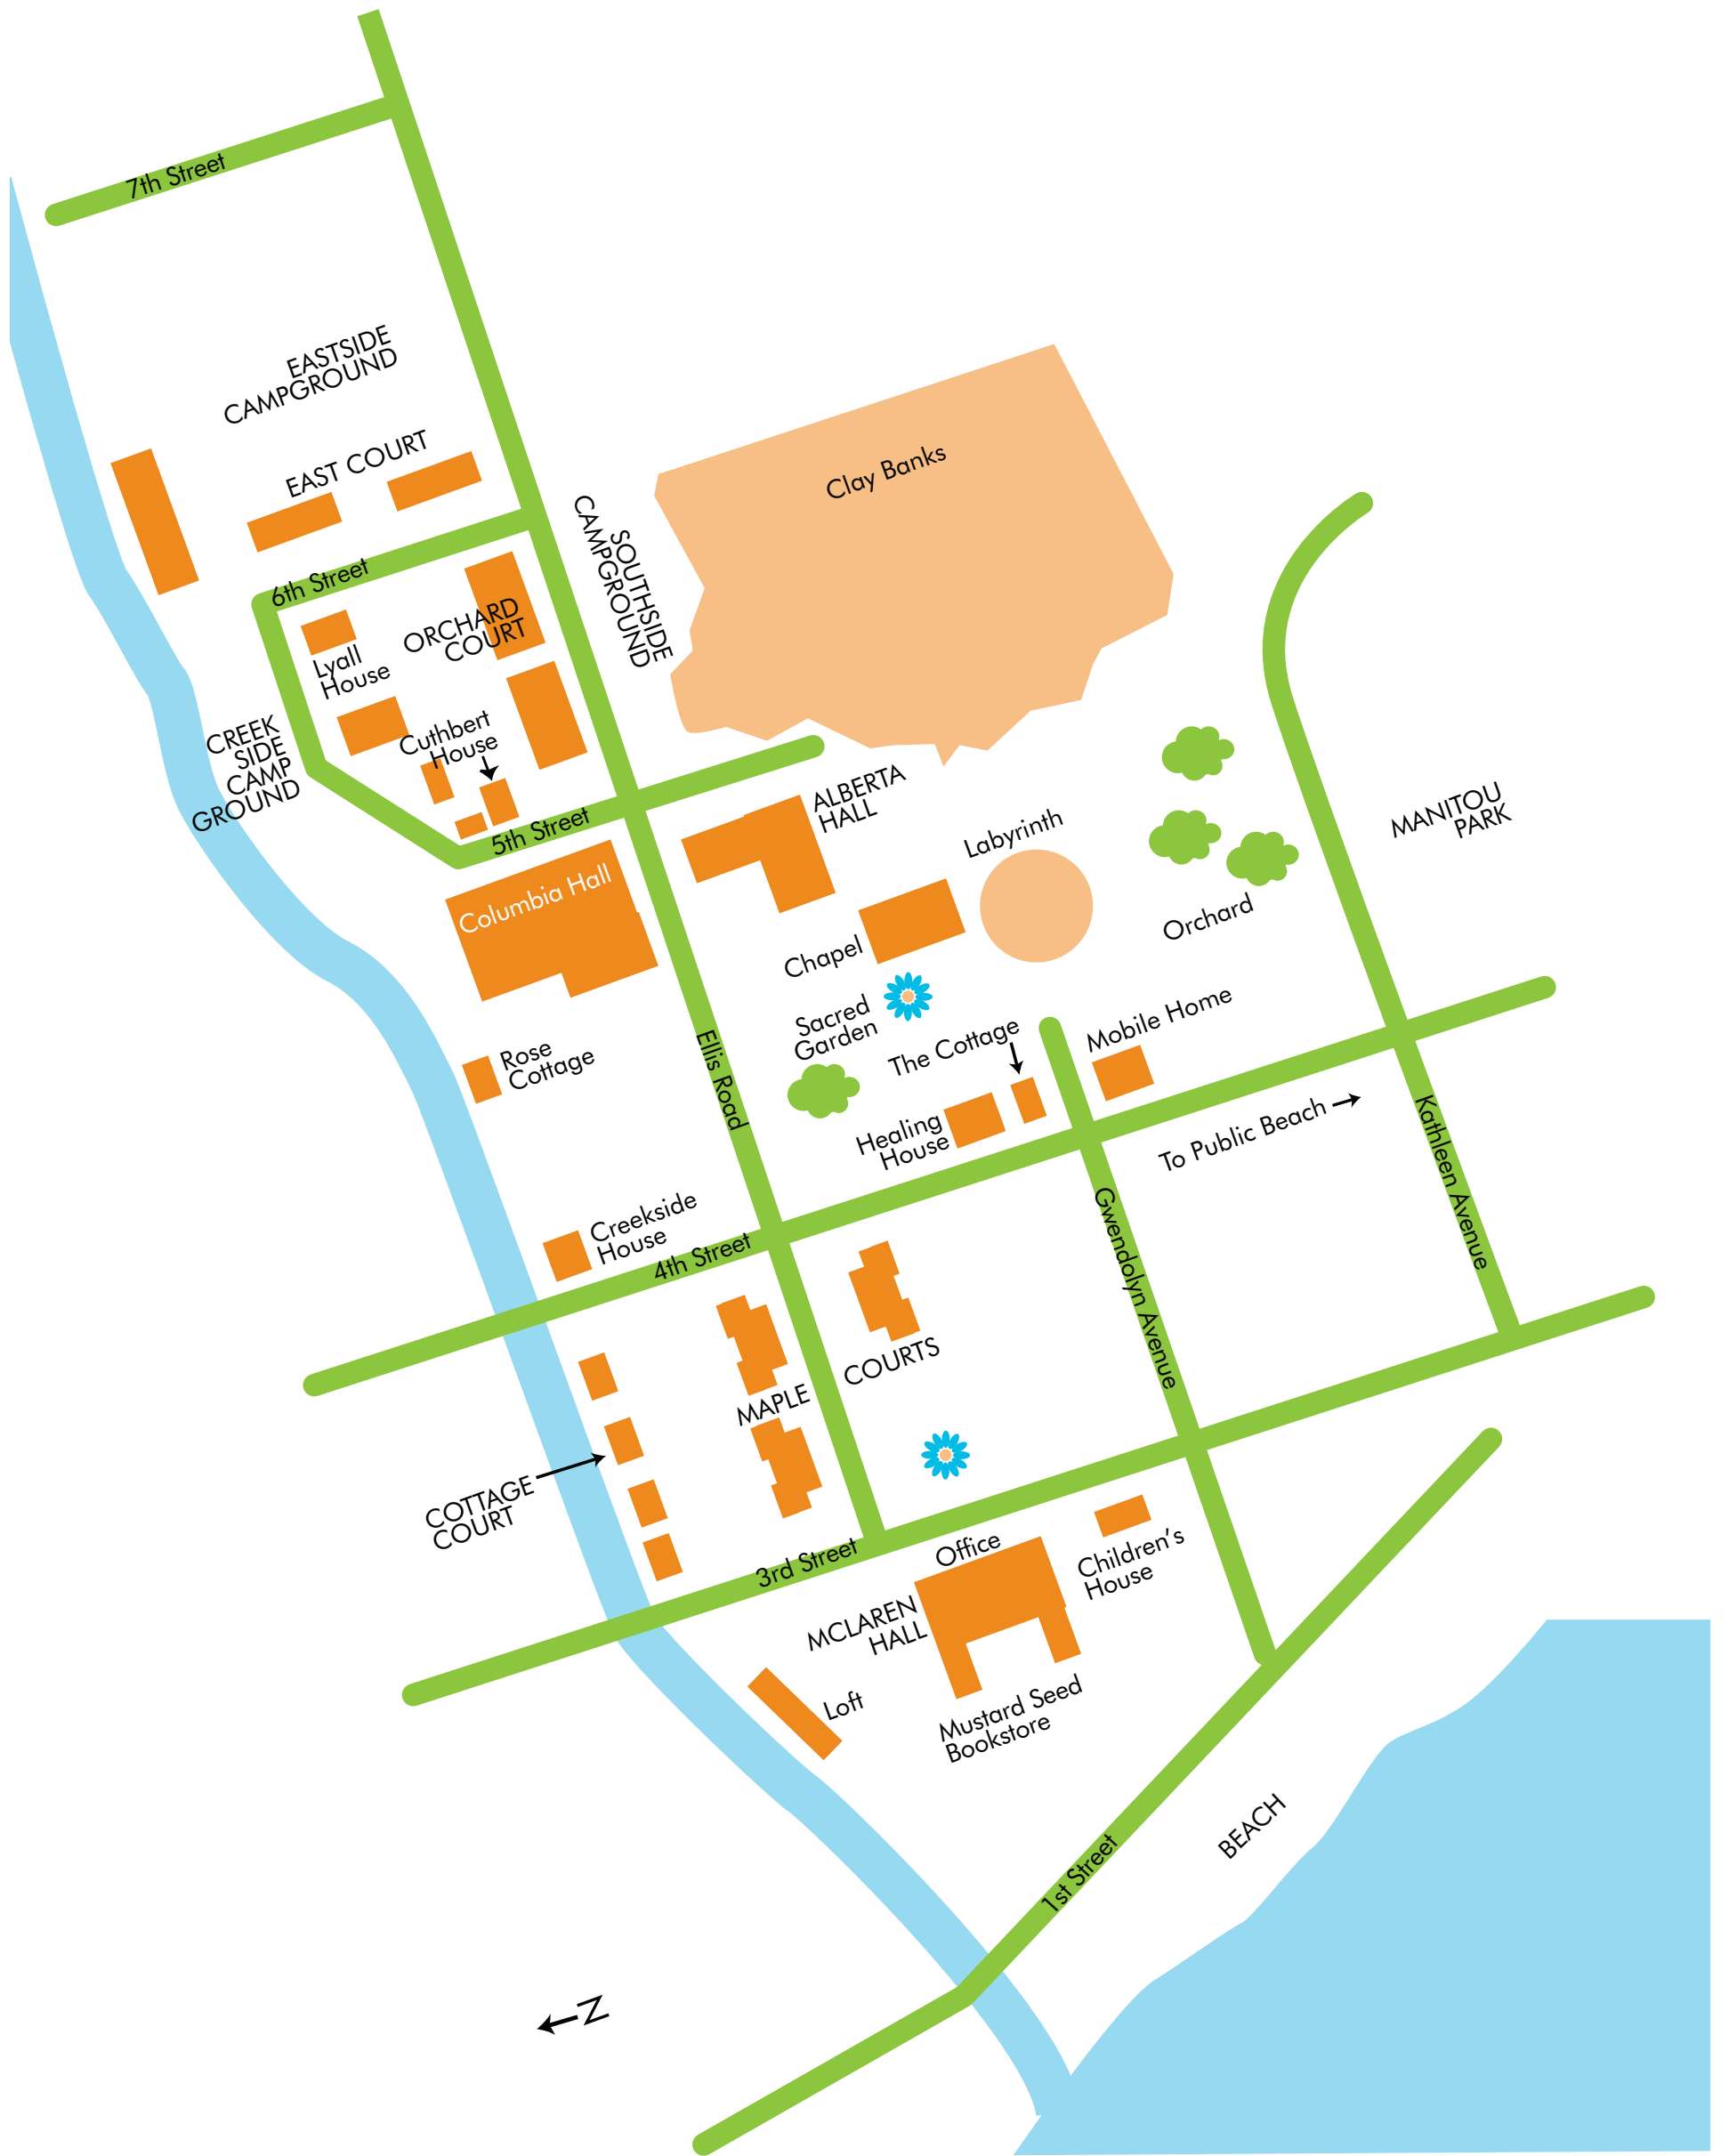 7th Street
EASTSIDE
CAMPGROUND
EAST COURT
Clay Banks
SOUTHSIDE
CAMPGROUND
6th Street
ORCHARD
COURT
Lyall
House
Cuthbert
House
CREEK
SIDE
CAMP
GROUND
5th Street
ALBERTA
HALL
Labyrinth
MANITOU
PARK
Columbia Hall
Orchard
Chapel
Sacred
Garden
The Cottage
Mobile Home
Rose
Cottage
Ellis Road
Healing
House
To Public Beach
Kathleen Avenue
Creekside
House
4th Street
Gwendolyn Avenue
COURTS
MAPLE
COTTAGE
COURT
3rd Street
Office
Children's
House
MCLAREN
HALL
Loft
Mustard Seed
Bookstore
BEACH
1st Street
N